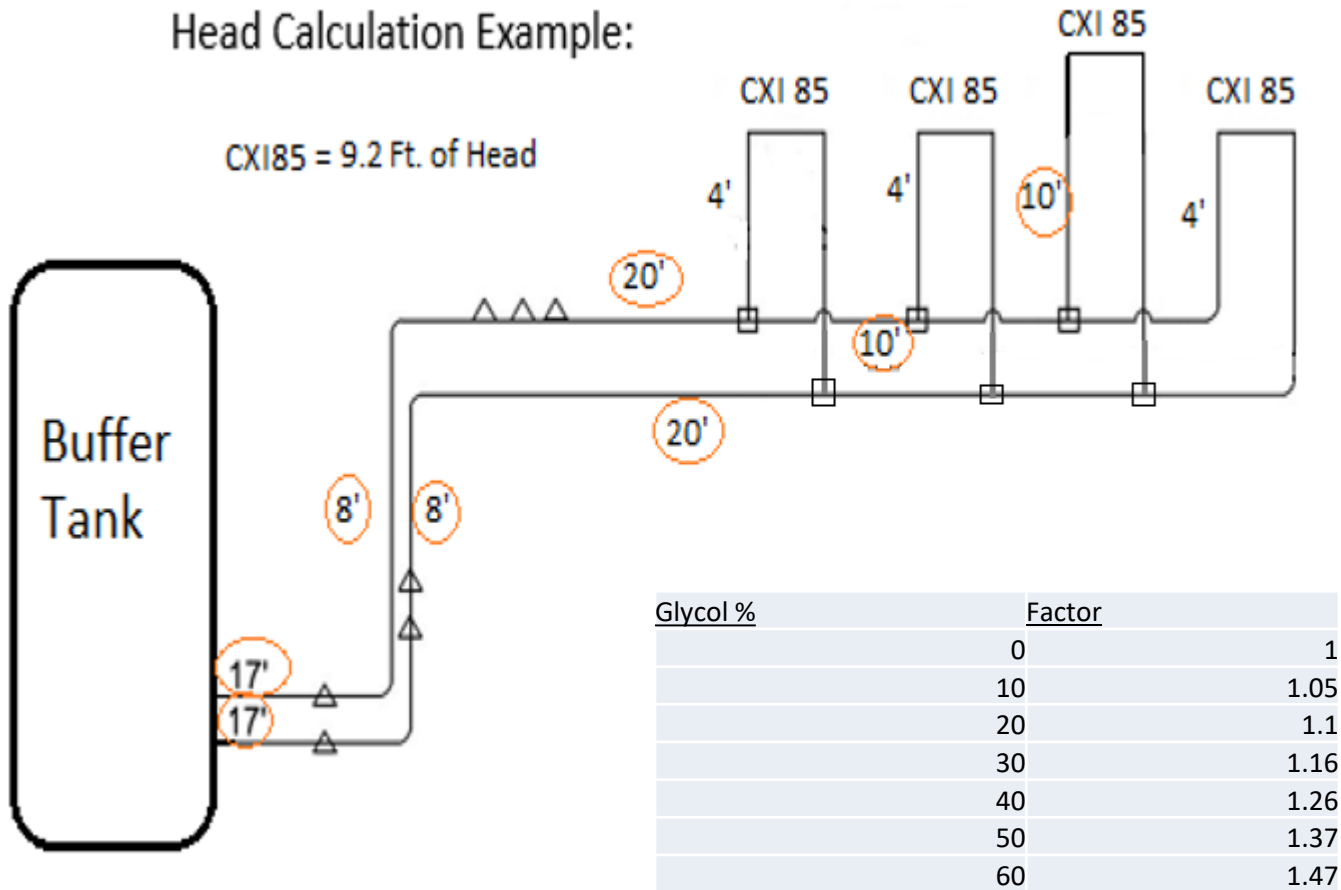 Head Calculation Example:
CXI 85
CXI 85
CXI 85
CXI 85
CXI85 = 9.2 Ft. of Head
4'
4'
10'
4'
20'
10'
20'
Buffer
Tank
8'
8'
17'
17'
Glycol % Factor
0 1
10 1.05
20 1.1
30 1.16
40 1.26
50 1.37
60 1.47